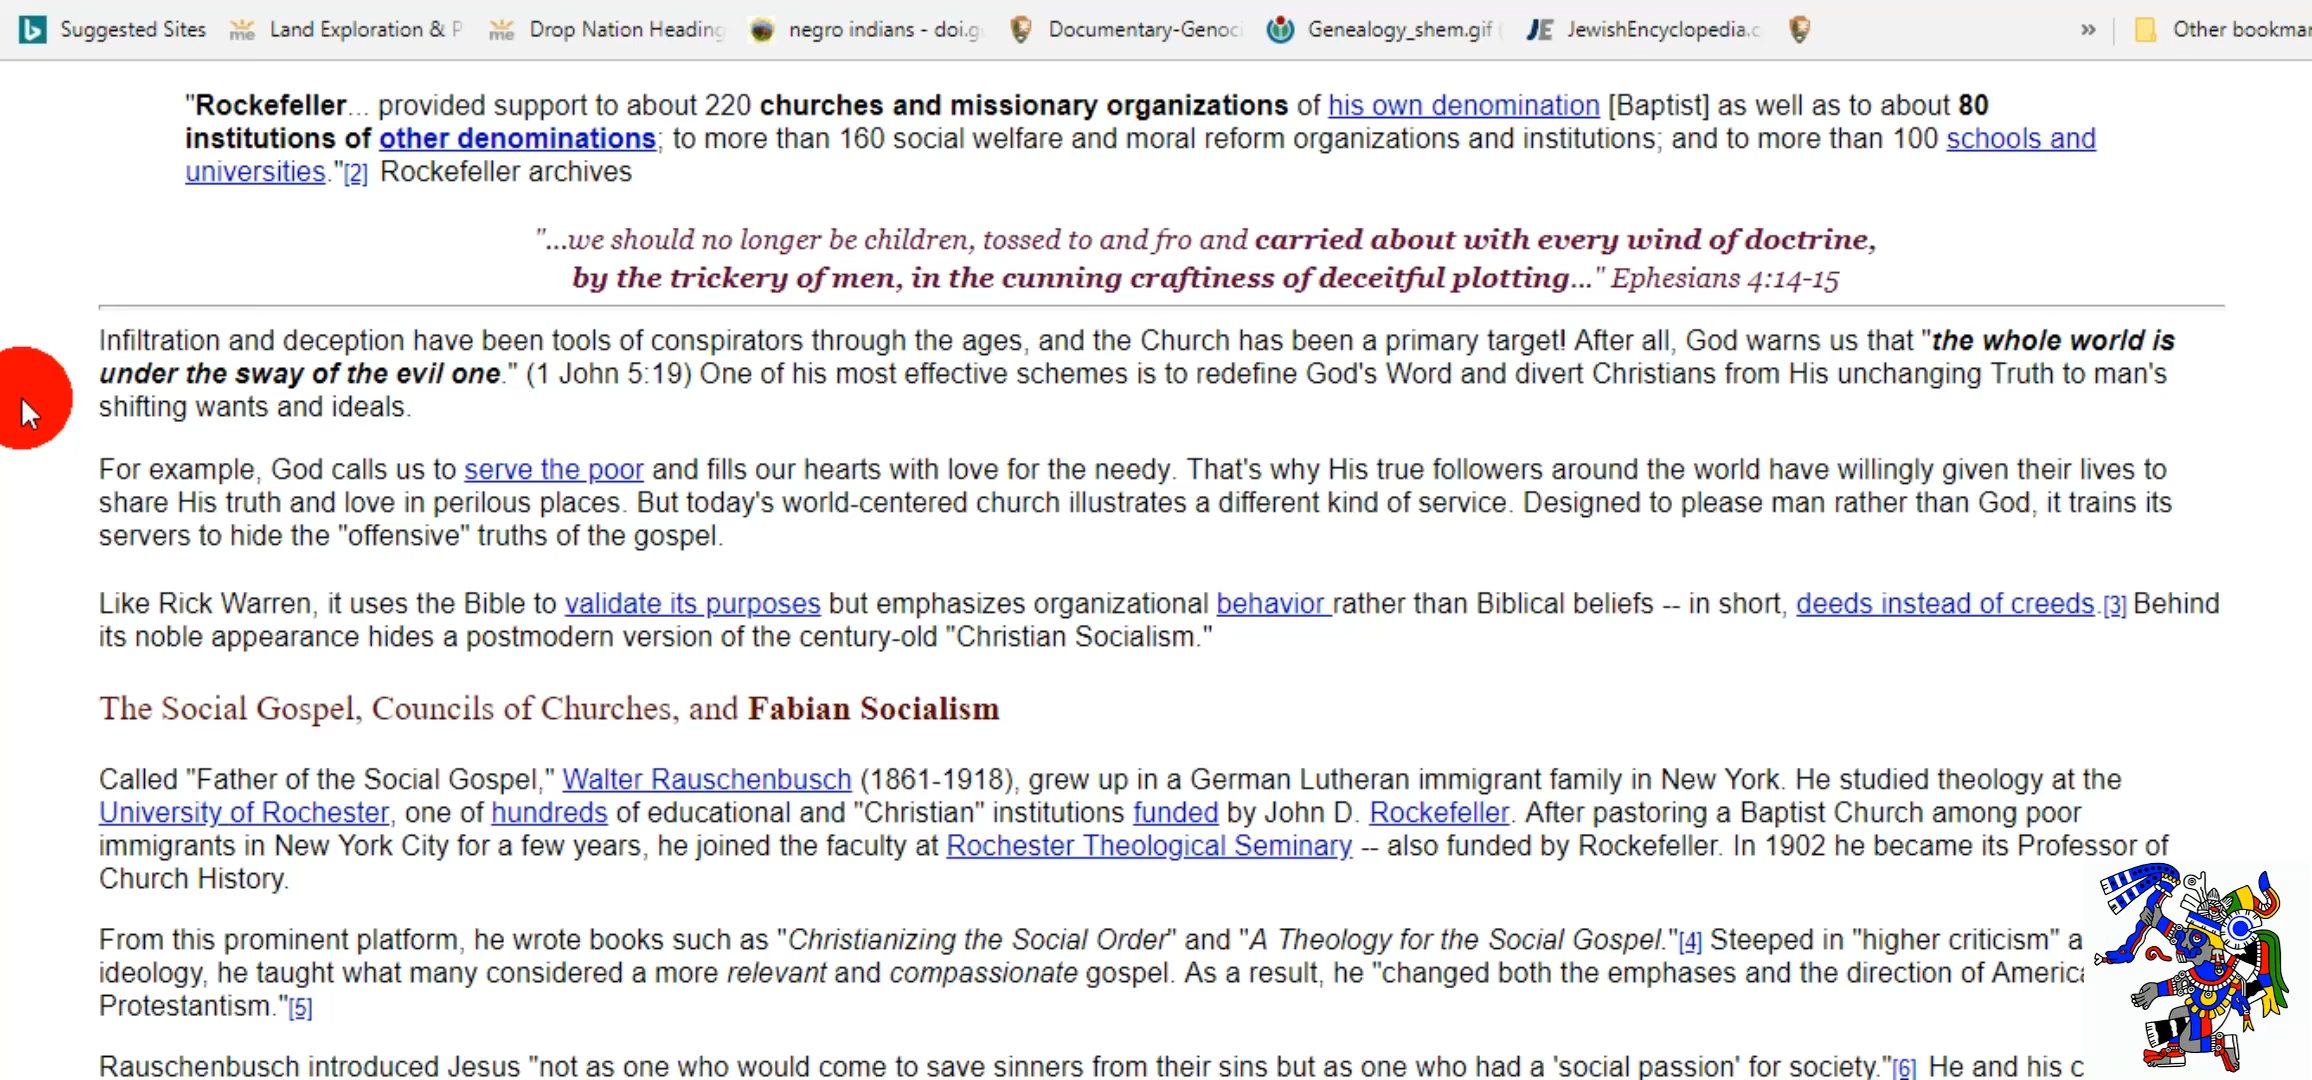 Suggested Sites Land Exploration & P Drop Nation Heading negro indians - doi.g Documentary-Genoc Genealogy_shem.gif JewishEncyclopedia.c » Other bookmar
"Rockefeller... provided support to about 220 churches and missionary organizations of his own denomination [Baptist] as well as to about 80
institutions of other denominations; to more than 160 social welfare and moral reform organizations and institutions; and to more than 100 schools and
universities."[2] Rockefeller archives
"...we should no longer be children, tossed to and fro and carried about with every wind of doctrine,
by the trickery of men, in the cunning craftiness of deceitful plotting..." Ephesians 4:14-15
Infiltration and deception have been tools of conspirators through the ages, and the Church has been a primary target! After all, God warns us that "the whole world is
under the sway of the evil one." (1 John 5:19) One of his most effective schemes is to redefine God's Word and divert Christians from His unchanging Truth to man's
shifting wants and ideals.
For example, God calls us to serve the poor and fills our hearts with love for the needy. That's why His true followers around the world have willingly given their lives to
share His truth and love in perilous places. But today's world-centered church illustrates a different kind of service. Designed to please man rather than God, it trains its
servers to hide the "offensive" truths of the gospel.
Like Rick Warren, it uses the Bible to validate its purposes but emphasizes organizational behavior rather than Biblical beliefs -- in short, deeds instead of creeds.[3] Behind
its noble appearance hides a postmodern version of the century-old "Christian Socialism."
The Social Gospel, Councils of Churches, and Fabian Socialism
Called "Father of the Social Gospel," Walter Rauschenbusch (1861-1918), grew up in a German Lutheran immigrant family in New York. He studied theology at the
University of Rochester, one of hundreds of educational and "Christian" institutions funded by John D. Rockefeller. After pastoring a Baptist Church among poor
immigrants in New York City for a few years, he joined the faculty at Rochester Theological Seminary -- also funded by Rockefeller. In 1902 he became its Professor of
Church History.
From this prominent platform, he wrote books such as "Christianizing the Social Order" and "A Theology for the Social Gospel."[4] Steeped in "higher criticism" a
ideology, he taught what many considered a more relevant and compassionate gospel. As a result, he "changed both the emphases and the direction of America
Protestantism."[5]
Rauschenbusch introduced Jesus "not as one who would come to save sinners from their sins but as one who had a 'social passion' for society."[6] He and his c